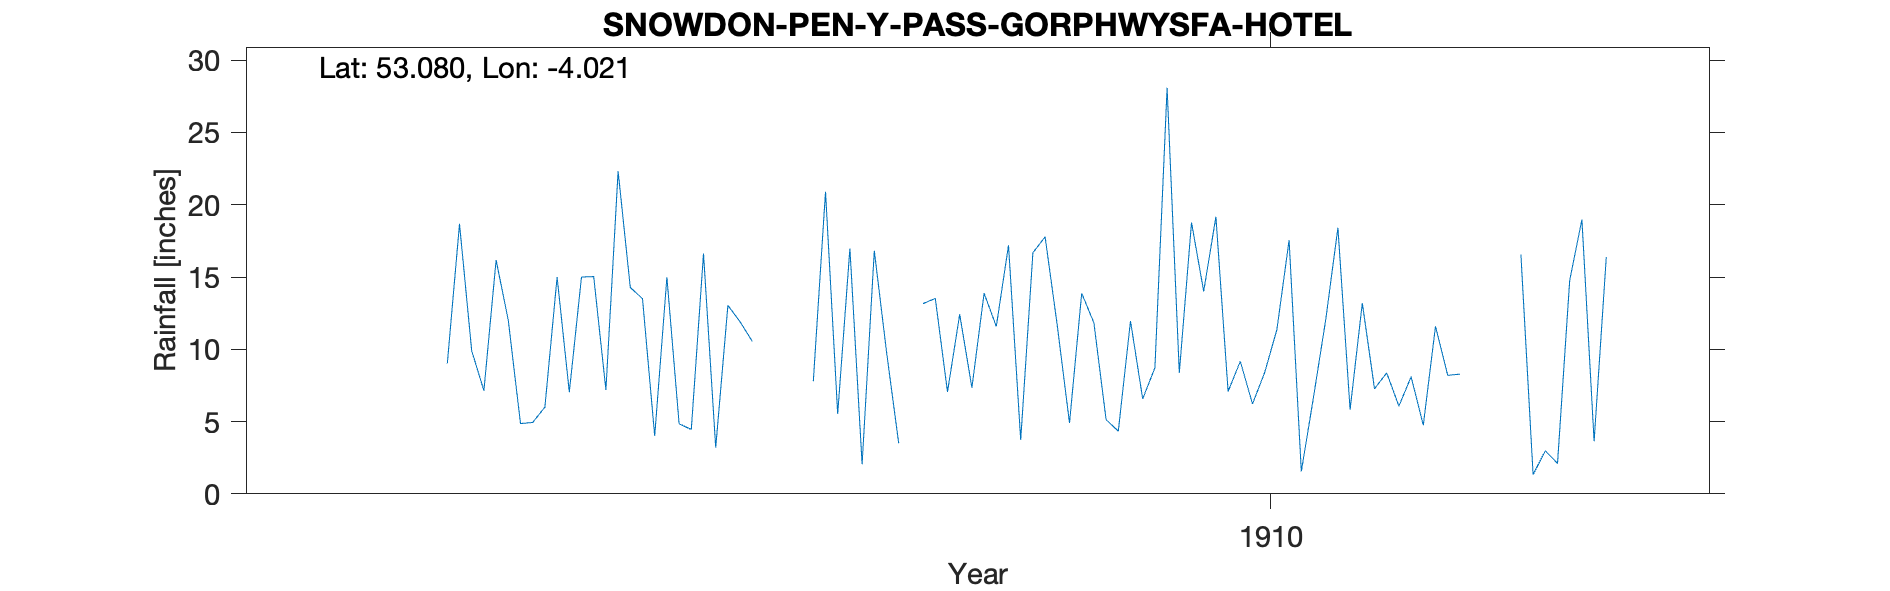 SNOWDON-PEN-Y-PASS-GORPHWYSFA-HOTEL
Lat: 53.080, Lon: -4.021
30
25
20
15
10
5
0
Rainfall [inches]
1910
Year